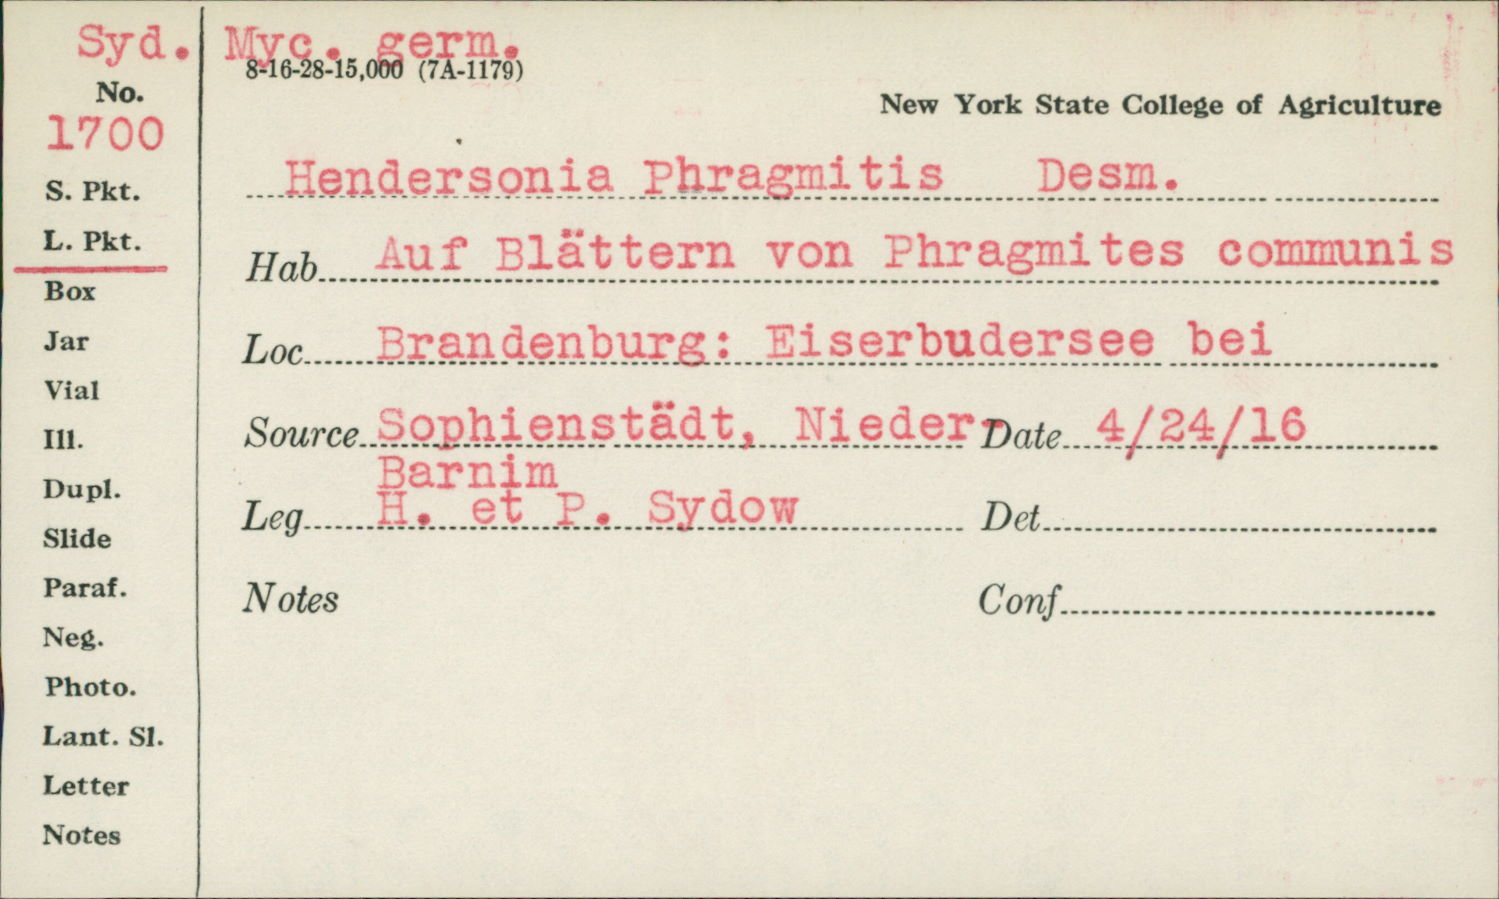 Syd. Myc. germ.
8-16-28-15,000 (7A-1179)
No.
1700
New York State College of Agriculture
Hendersonia Phragmitis Desm.
S. Pkt.
L. Pkt.
Hab. Auf Blättern von Phragmites communis
Box
Jar
Loc. Brandenburg: Eiserbudersee bei
Vial
Ill.
Source Sophienstädt, Nieder- Date 4/24/16
Barnim
Dupl.
Leg. H. et P. Sydow Det.
Slide
Paraf.
Notes Conf.
Neg.
Photo.
Lant. Sl.
Letter
Notes